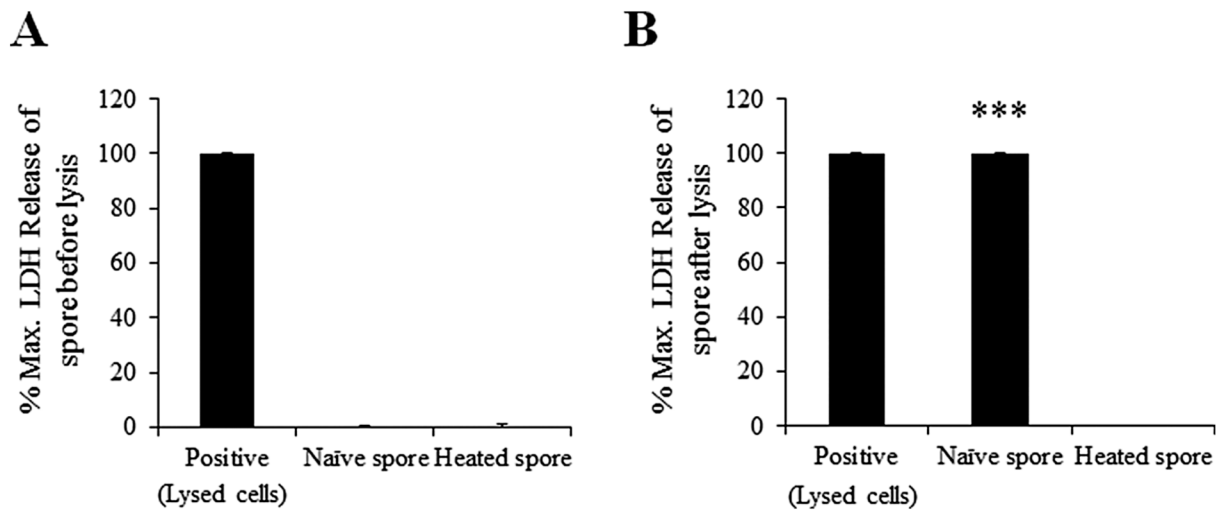 A
% Max. LDH Release of
spore before lysis
120
100
80
60
40
20
0
Positive
(Lysed cells)
Naïve spore
Heated spore
B
% Max. LDH Release of
spore after lysis
120
100
80
60
40
20
0
***
Positive
(Lysed cells)
Naïve spore
Heated spore